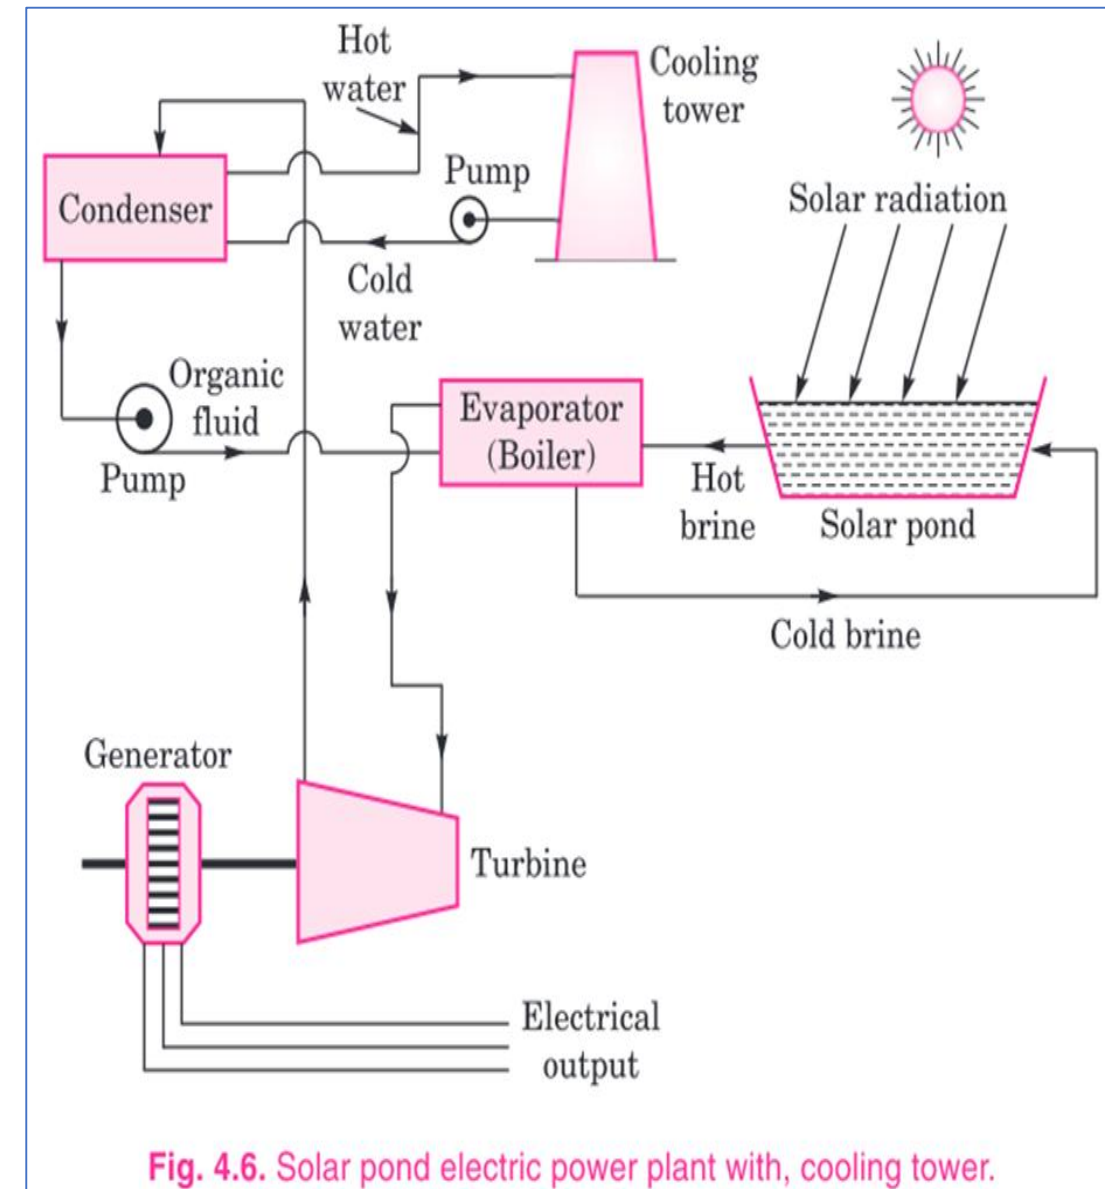 Hot
water
Cooling
tower
Pump
Solar radiation
Condenser
Cold
water
Organic
fluid
Pump
Evaporator
(Boiler)
Hot
brine
Solar pond
Cold brine
Generator
Turbine
Electrical
output
Fig. 4.6. Solar pond electric power plant with, cooling tower.